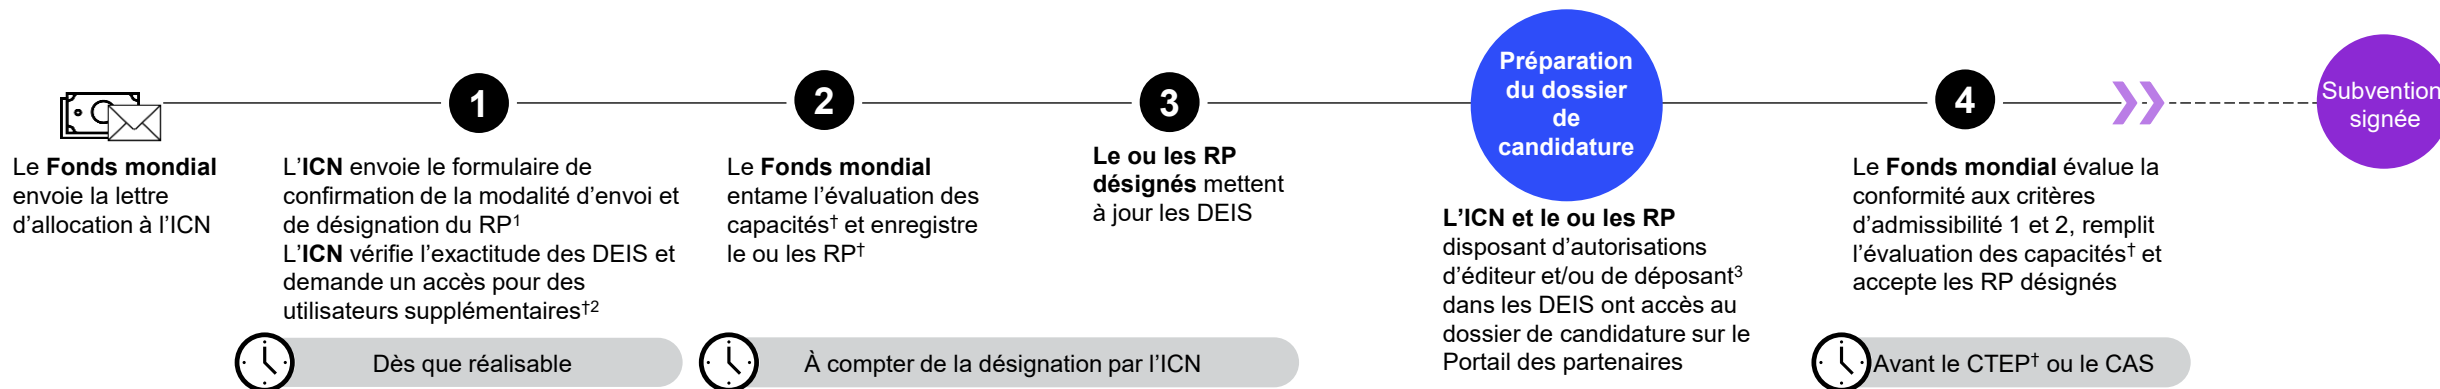 Le Fonds mondial
envoie la lettre
d’allocation à l’ICN
1
L’ICN envoie le formulaire de
confirmation de la modalité d’envoi et
de désignation du RP¹
L’ICN vérifie l’exactitude des DEIS et
demande un accès pour des
utilisateurs supplémentaires†²
Dès que réalisable
2
Le Fonds mondial
entame l’évaluation des
capacités† et enregistre
le ou les RP†
3
Le ou les RP
désignés mettent
à jour les DEIS
À compter de la désignation par l’ICN
Préparation
du dossier
de
candidature
L’ICN et le ou les RP
disposant d’autorisations
d’éditeur et/ou de déposant³
dans les DEIS ont accès au
dossier de candidature sur le
Portail des partenaires
4
Le Fonds mondial évalue la
conformité aux critères
d’admissibilité 1 et 2, remplit
l’évaluation des capacités† et
accepte les RP désignés
Avant le CTEP† ou le CAS
Subvention
signée